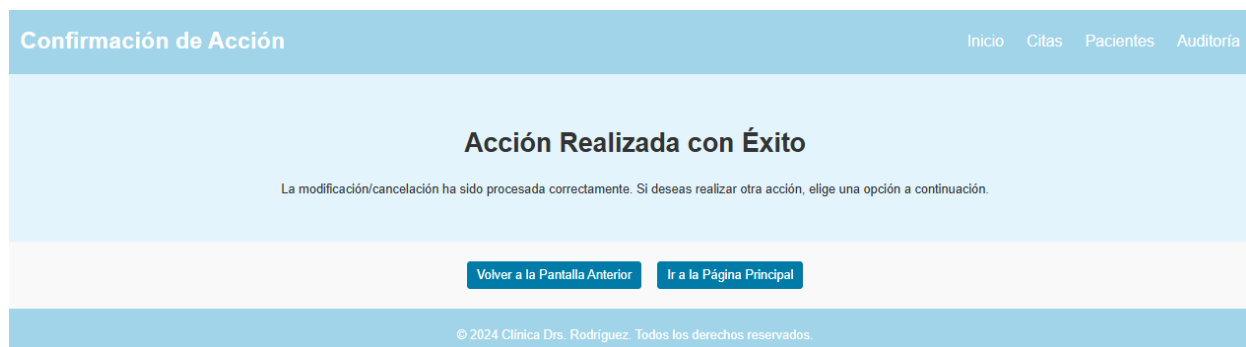 Confirmación de Acción
Inicio Citas Pacientes Auditoría
Acción Realizada con Éxito
La modificación/cancelación ha sido procesada correctamente. Si deseas realizar otra acción, elige una opción a continuación.
Volver a la Pantalla Anterior
Ir a la Página Principal
© 2024 Clínica Drs. Rodríguez. Todos los derechos reservados.